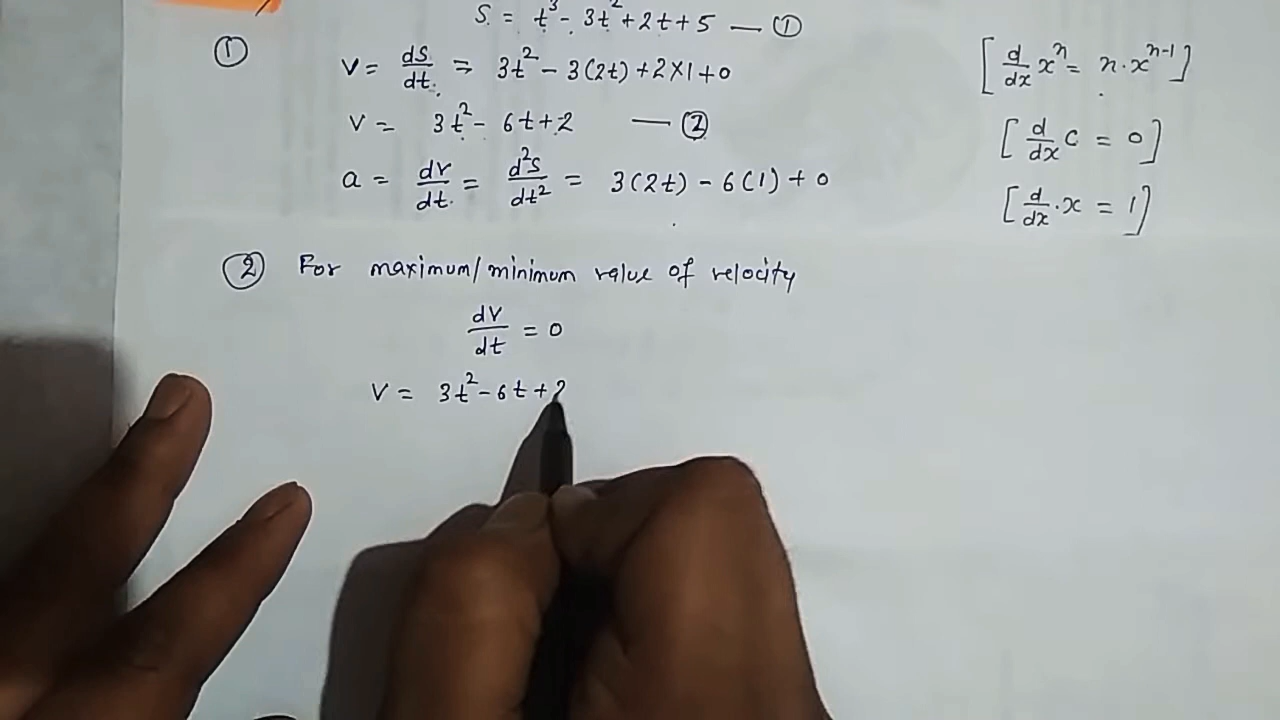 S = t³ - 3t² + 2t + 5 — ①
① V = dS/dt ⇒ 3t² - 3(2t) + 2×1 + 0
V = 3t² - 6t + 2 — ②
a = dv/dt = d²S/dt² = 3(2t) - 6(1) + 0
[d/dx xⁿ = n·xⁿ⁻¹]
[d/dx C = 0]
[d/dx · x = 1]
② For maximum/minimum value of velocity
dv/dt = 0
V = 3t² - 6t + 2